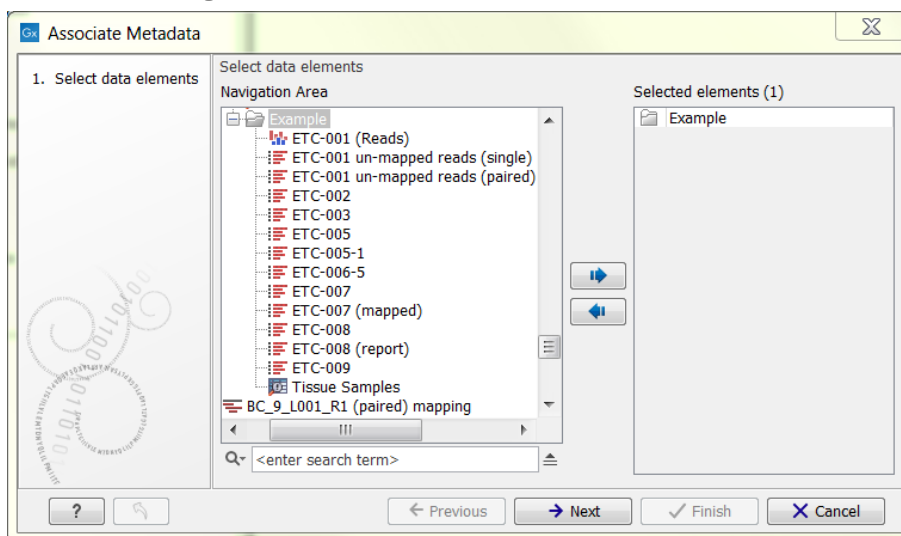 Gx Associate Metadata
1. Select data elements
Select data elements
Navigation Area
Example
ETC-001 (Reads)
ETC-001 un-mapped reads (single)
ETC-001 un-mapped reads (paired)
ETC-002
ETC-003
ETC-005
ETC-005-1
ETC-006-5
ETC-007
ETC-007 (mapped)
ETC-008
ETC-008 (report)
ETC-009
Tissue Samples
BC_9_L001_R1 (paired) mapping
<enter search term>
Selected elements (1)
Example
?
Previous
Next
Finish
Cancel